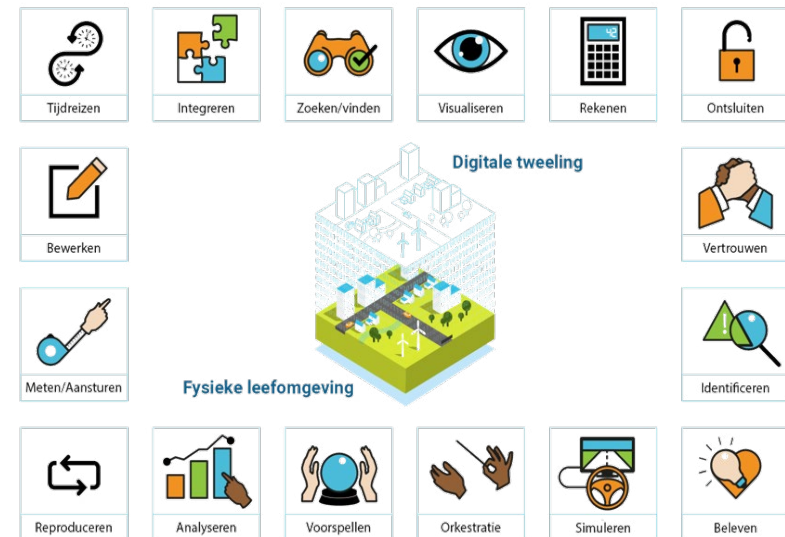 Tijdreizen
Integreren
Zoeken/vinden
Visualiseren
42
Rekenen
Ontsluiten
Digitale tweeling
Bewerken
Vertrouwen
Meten/Aansturen
Fysieke leefomgeving
!
Identificeren
Reproduceren
Analyseren
Voorspellen
Orkestratie
Simuleren
Beleven